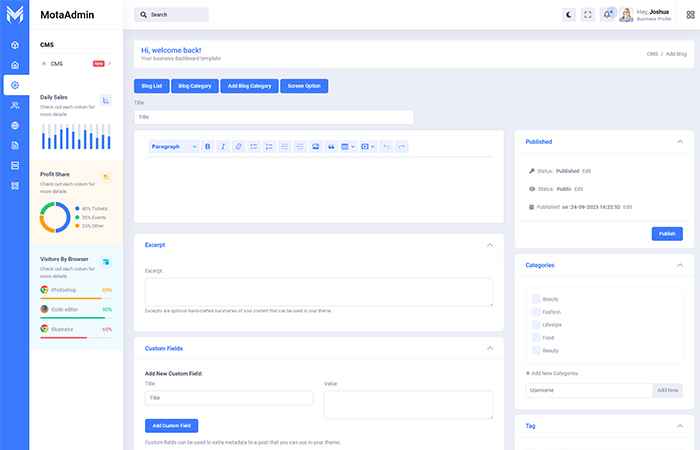 MotaAdmin
Search
Hey, Joshua
Business Profile
CMS
CMS
New
Daily Sales
Check out each colum for
more details
Profit Share
Check out each colum for
more details
40% Tickets
35% Events
25% Other
Visitors By Browser
Check out each colum for
more details
Photoshop
85%
Code editor
90%
Illustrator
65%
Hi, welcome back!
Your business dashboard template
CMS / Add Blog
Blog List
Blog Category
Add Blog Category
Screen Option
Title
Title
Paragraph
B
I
Excerpt
Excerpt
Excerpts are optional hand-crafted summaries of your content that can be used in your theme.
Custom Fields
Add New Custom Field:
Title
Title
Value
Add Custom Field
Custom fields can be used to extra metadata to a post that you can use in your theme.
Published
Status: Published Edit
Status: Public Edit
Published on :24-09-2023 16:22:52 Edit
Publish
Categories
Beauty
Fashion
Lifestyle
Food
Beauty
+ Add New Categories
Username
Add New
Tag